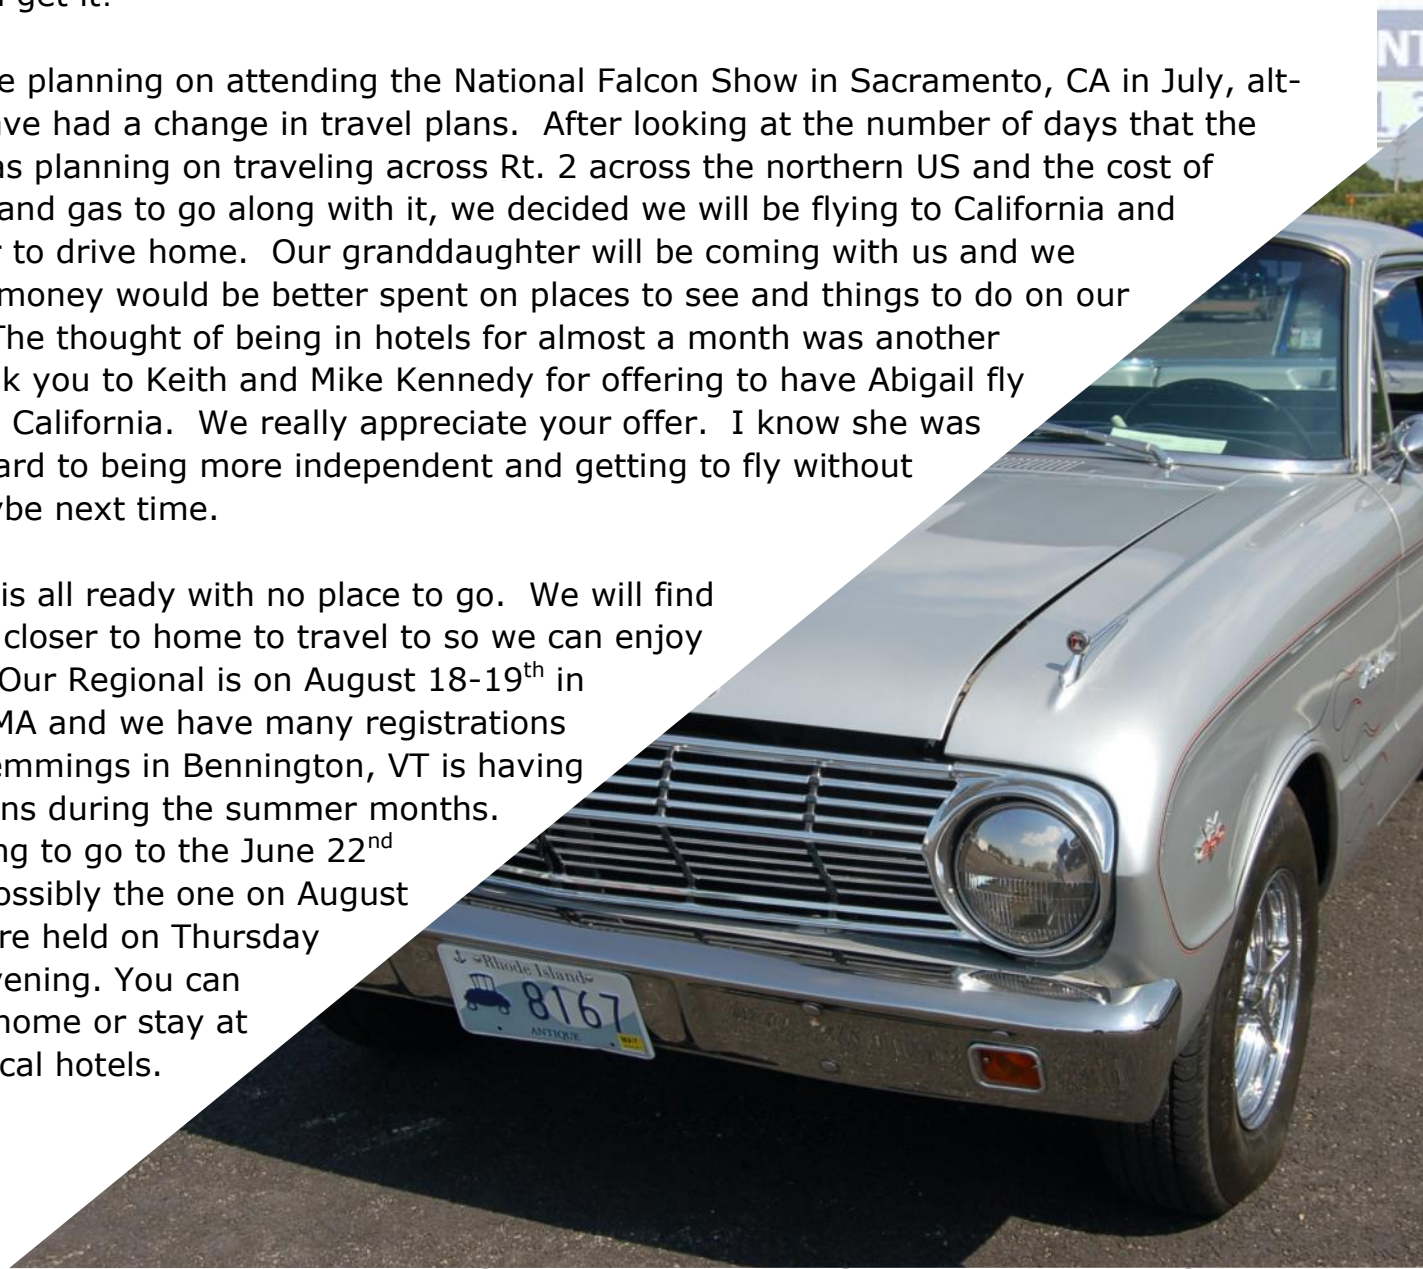 get it!
e planning on attending the National Falcon Show in Sacramento, CA in July, alt-
ve had a change in travel plans. After looking at the number of days that the
as planning on traveling across Rt. 2 across the northern US and the cost of
and gas to go along with it, we decided we will be flying to California and
r to drive home. Our granddaughter will be coming with us and we
money would be better spent on places to see and things to do on our
The thought of being in hotels for almost a month was another
k you to Keith and Mike Kennedy for offering to have Abigail fly
California. We really appreciate your offer. I know she was
ard to being more independent and getting to fly without
ybe next time.
is all ready with no place to go. We will find
closer to home to travel to so we can enjoy
Our Regional is on August 18-19th in
MA and we have many registrations
emmings in Bennington, VT is having
ns during the summer months.
ng to go to the June 22nd
ossibly the one on August
re held on Thursday
vening. You can
home or stay at
cal hotels.
NT
Rhode Island
8167
ANTIQUE
MAY